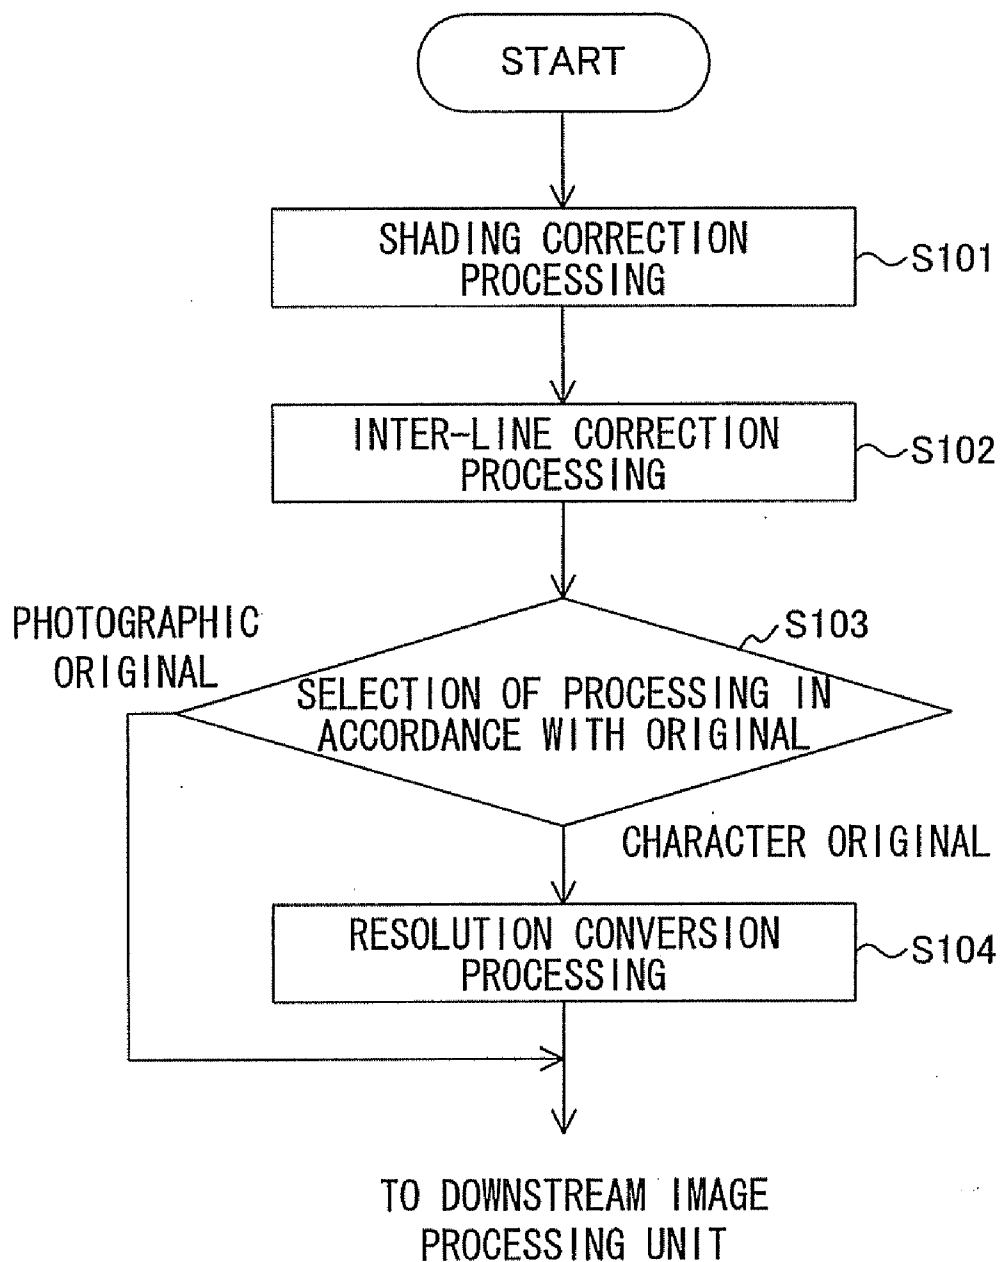 START
SHADING CORRECTION
PROCESSING
S101
INTER-LINE CORRECTION
PROCESSING
S102
PHOTOGRAPHIC
ORIGINAL
S103
SELECTION OF PROCESSING IN
ACCORDANCE WITH ORIGINAL
CHARACTER ORIGINAL
RESOLUTION CONVERSION
PROCESSING
S104
TO DOWNSTREAM IMAGE
PROCESSING UNIT